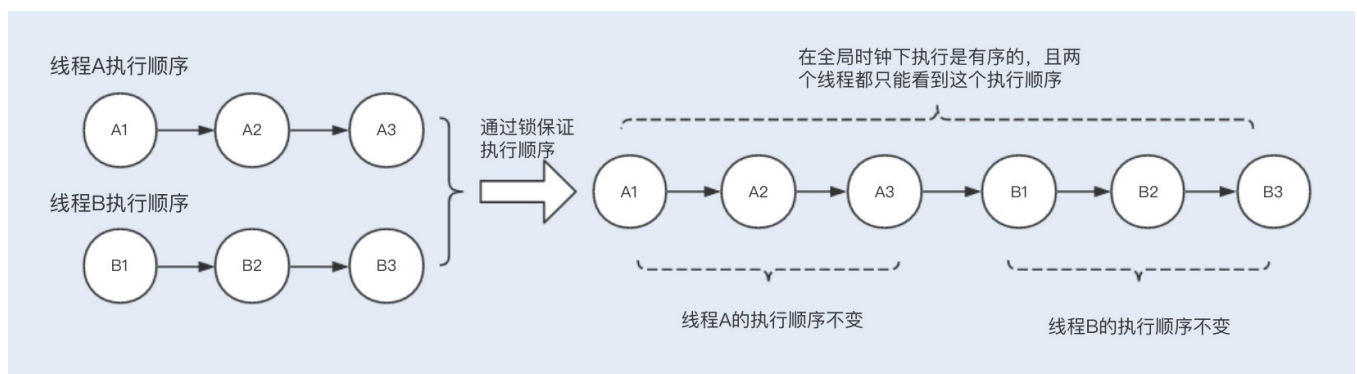 线程A执行顺序
A1
A2
A3
线程B执行顺序
B1
B2
B3
通过锁保证
执行顺序
在全局时钟下执行是有序的，且两
个线程都只能看到这个执行顺序
A1
A2
A3
B1
B2
B3
线程A的执行顺序不变
线程B的执行顺序不变